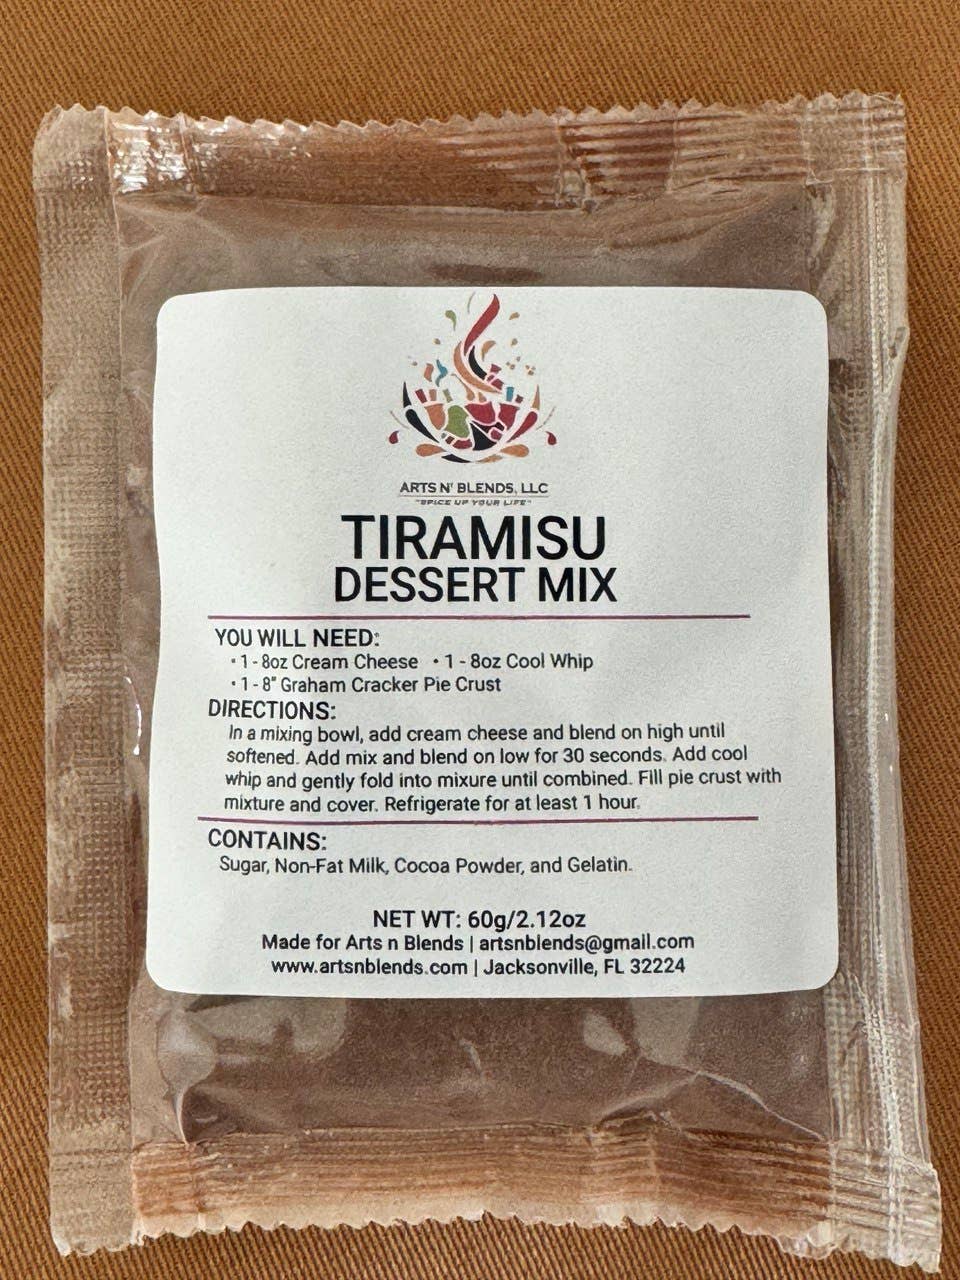 ARTS N' BLENDS, LLC
"SPICE UP YOUR LIFE"
TIRAMISU
DESSERT MIX
YOU WILL NEED:
• 1 - 8oz Cream Cheese • 1 - 8oz Cool Whip
• 1 - 8" Graham Cracker Pie Crust
DIRECTIONS:
In a mixing bowl, add cream cheese and blend on high until
softened. Add mix and blend on low for 30 seconds. Add cool
whip and gently fold into mixure until combined. Fill pie crust with
mixture and cover. Refrigerate for at least 1 hour.
CONTAINS:
Sugar, Non-Fat Milk, Cocoa Powder, and Gelatin.
NET WT: 60g/2.12oz
Made for Arts n Blends | artsnblends@gmail.com
www.artsnblends.com | Jacksonville, FL 32224